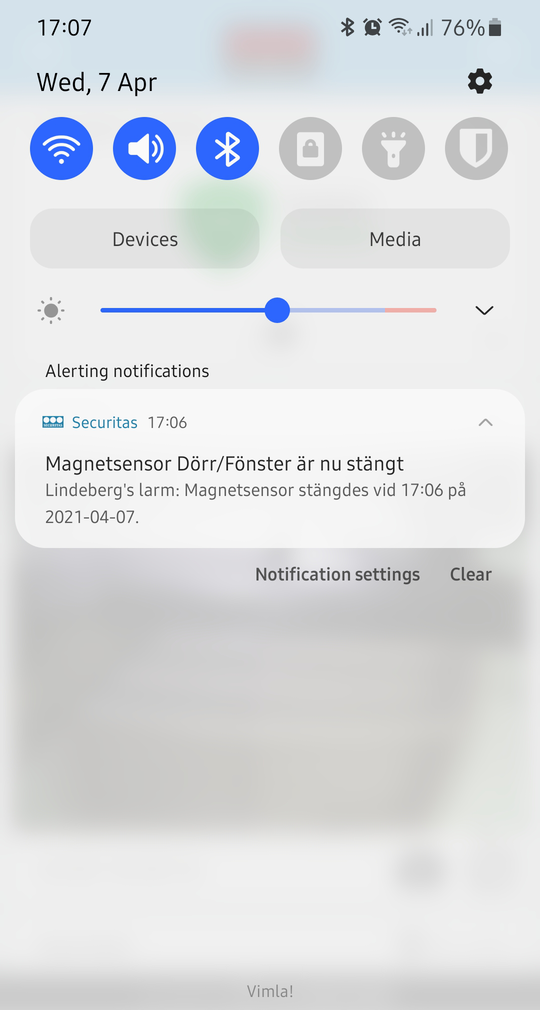 17:07 76%
Wed, 7 Apr
Devices Media
Alerting notifications
Securitas 17:06
Magnetsensor Dörr/Fönster är nu stängt
Lindeberg's larm: Magnetsensor stängdes vid 17:06 på
2021-04-07.
Notification settings Clear
Vimla!